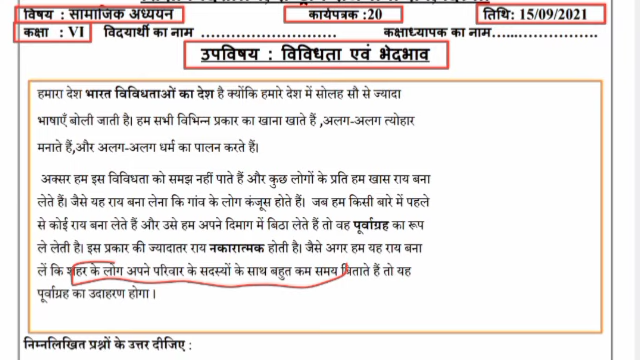 विषय : सामाजिक अध्ययन कार्यपत्रक :20 तिथि: 15/09/2021
कक्षा : VI विदयार्थी का नाम ............................ कक्षाध्यापक का नाम...................
उपविषय : विविधता एवं भेदभाव
हमारा देश भारत विविधताओं का देश है क्योंकि हमारे देश में सोलह सौ से ज्यादा
भाषाएँ बोली जाती है। हम सभी विभिन्न प्रकार का खाना खाते हैं ,अलग-अलग त्योहार
मनाते हैं,और अलग-अलग धर्म का पालन करते हैं।
अक्सर हम इस विविधता को समझ नहीं पाते हैं और कुछ लोगों के प्रति हम खास राय बना
लेते हैं। जैसे यह राय बना लेना कि गांव के लोग कंजूस होते हैं। जब हम किसी बारे में पहले
से कोई राय बना लेते हैं और उसे हम अपने दिमाग में बिठा लेते हैं तो वह पूर्वाग्रह का रूप
ले लेती है। इस प्रकार की ज्यादातर राय नकारात्मक होती है। जैसे अगर हम यह राय बना
लें कि शहर के लोग अपने परिवार के सदस्यों के साथ बहुत कम समय बिताते हैं तो यह
पूर्वाग्रह का उदाहरण होगा ।
निम्नलिखित प्रश्नों के उत्तर दीजिए :